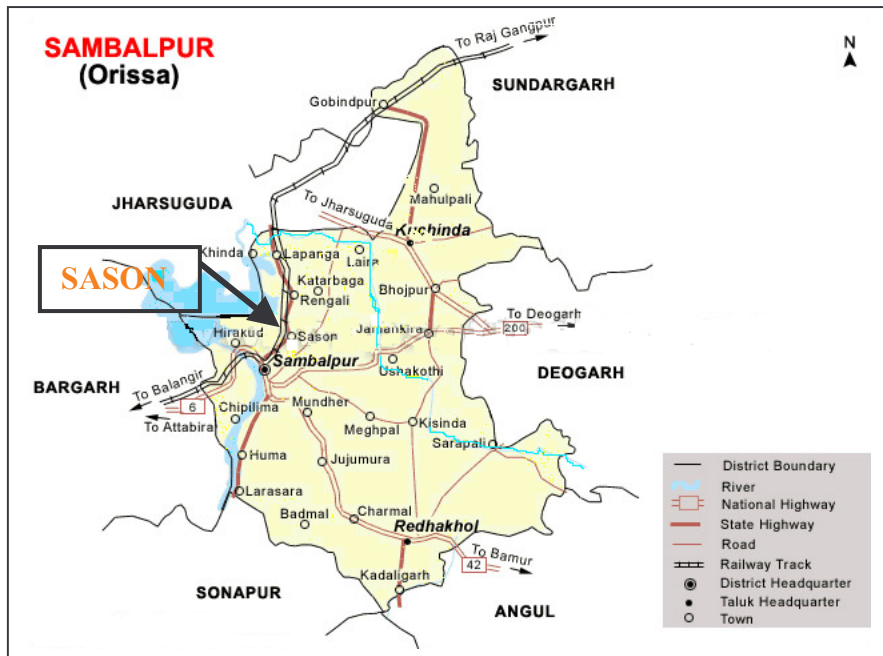 SAMBALPUR
(Orissa)
To Raj Gangpur
N
SUNDARGARH
Gobindpur
Mahulpali
JHARSUGUDA
To Jharsuguda
Kuchinda
Khinda
Lapanga
Laira
SASON
Katarbaga
Rengali
Bhojpur
To Deogarh
200
Hirakud
Sason
Jamankira
Sambalpur
Ushakothi
DEOGARH
BARGARH
To Balangir
6
To Attabira
Chipilima
Mundher
Meghpal
Kisinda
Sarapali
Huma
Jujumura
Larasara
Badmal
Charmal
Redhakhol
To Bamur
42
Kadaligarh
SONAPUR
ANGUL
District Boundary
River
National Highway
State Highway
Road
Railway Track
District Headquarter
Taluk Headquarter
Town